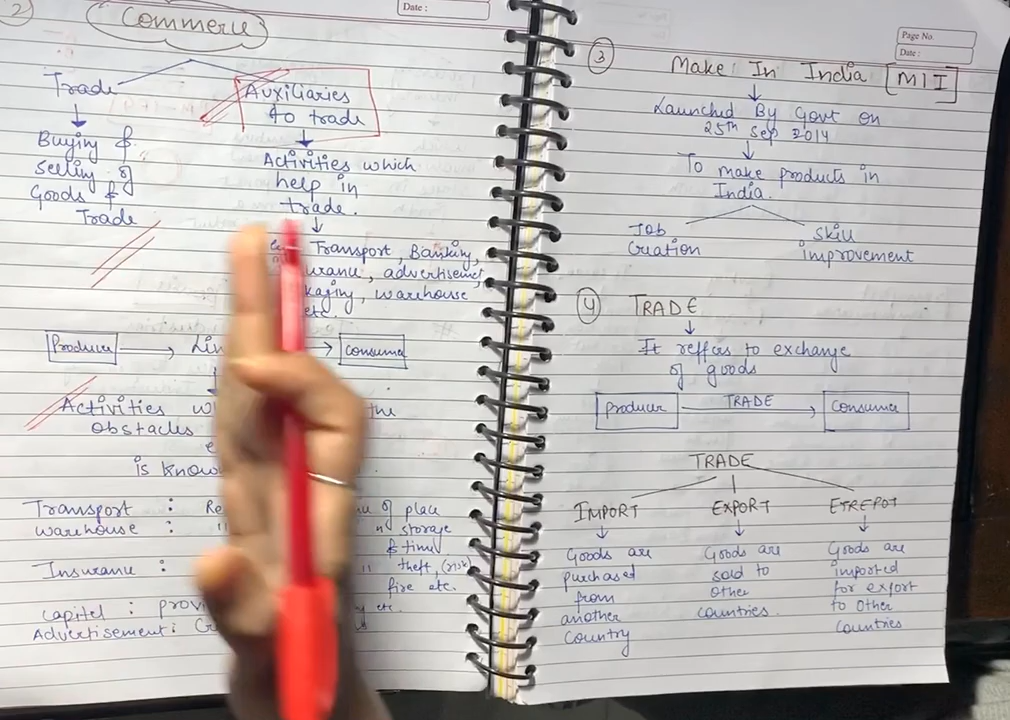 2
Commerce
Date :
Trade
Auxiliaries
to trade
Buying &
Selling of
Goods &
Trade
Activities which
help in
trade.
Transport, Banking,
advertisement
warehouse
etc.
Producer
consumer
Activities
the
obstacles
is
Transport :
of place
warehouse :
storage
& time
Insurance :
theft, (risk)
fire etc.
capital :
etc.
Advertisement :
Page No.
Date :
3
Make In India [MII]
Launched By Govt on
25th Sep 2014
To make products in
India.
Job
Creation
Skill
improvement
4
TRADE
It reffers to exchange
of goods
Producer
TRADE
Consumer
TRADE
IMPORT
EXPORT
ETREPOT
Goods are
purchased
from
another
Country
Goods are
sold to
other
countries.
Goods are
imported
for export
to other
Countries